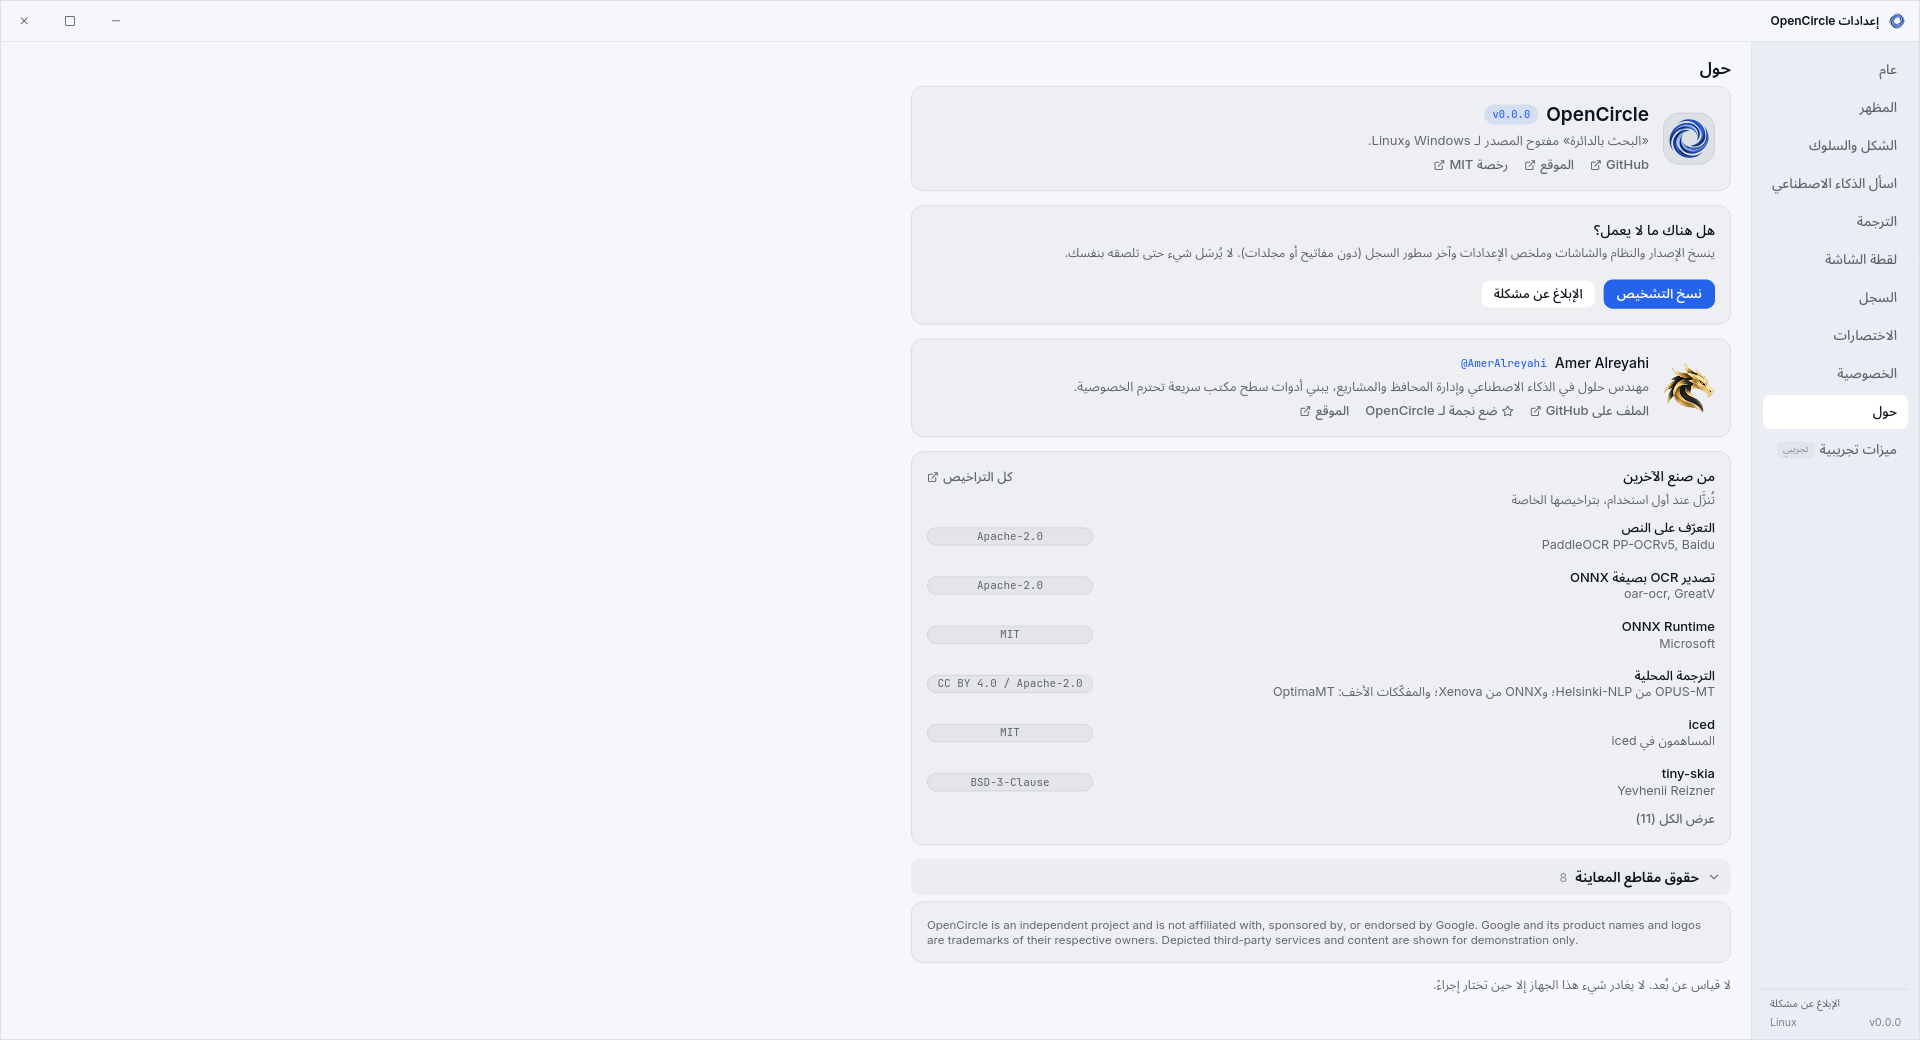 إعدادات OpenCircle
عام
المظهر
الشكل والسلوك
اسأل الذكاء الاصطناعي
الترجمة
لقطة الشاشة
السجل
الاختصارات
الخصوصية
حول
ميزات تجريبية تجريبي
الإبلاغ عن مشكلة
v0.0.0 Linux
حول
OpenCircle v0.0.0
«البحث بالدائرة» مفتوح المصدر لـ Windows وLinux.
GitHub الموقع رخصة MIT
هل هناك ما لا يعمل؟
ينسخ الإصدار والنظام والشاشات وملخص الإعدادات وآخر سطور السجل (دون مفاتيح أو مجلدات). لا يُرسَل شيء حتى تلصقه بنفسك.
نسخ التشخيص الإبلاغ عن مشكلة
Amer Alreyahi @AmerAlreyahi
مهندس حلول في الذكاء الاصطناعي وإدارة المحافظ والمشاريع، يبني أدوات سطح مكتب سريعة تحترم الخصوصية.
الملف على GitHub ضع نجمة لـ OpenCircle الموقع
من صنع الآخرين كل التراخيص
تُنزَّل عند أول استخدام، بتراخيصها الخاصة
التعرّف على النص
PaddleOCR PP-OCRv5, Baidu
Apache-2.0
تصدير OCR بصيغة ONNX
oar-ocr, GreatV
Apache-2.0
ONNX Runtime
Microsoft
MIT
الترجمة المحلية
OPUS-MT من Helsinki-NLP؛ وONNX من Xenova؛ والمفكّكات الأخف: OptimaMT
CC BY 4.0 / Apache-2.0
iced
المساهمون في iced
MIT
tiny-skia
Yevhenii Reizner
BSD-3-Clause
عرض الكل (11)
حقوق مقاطع المعاينة 8
OpenCircle is an independent project and is not affiliated with, sponsored by, or endorsed by Google. Google and its product names and logos
are trademarks of their respective owners. Depicted third-party services and content are shown for demonstration only.
لا قياس عن بُعد. لا يغادر شيء هذا الجهاز إلا حين تختار إجراءً.